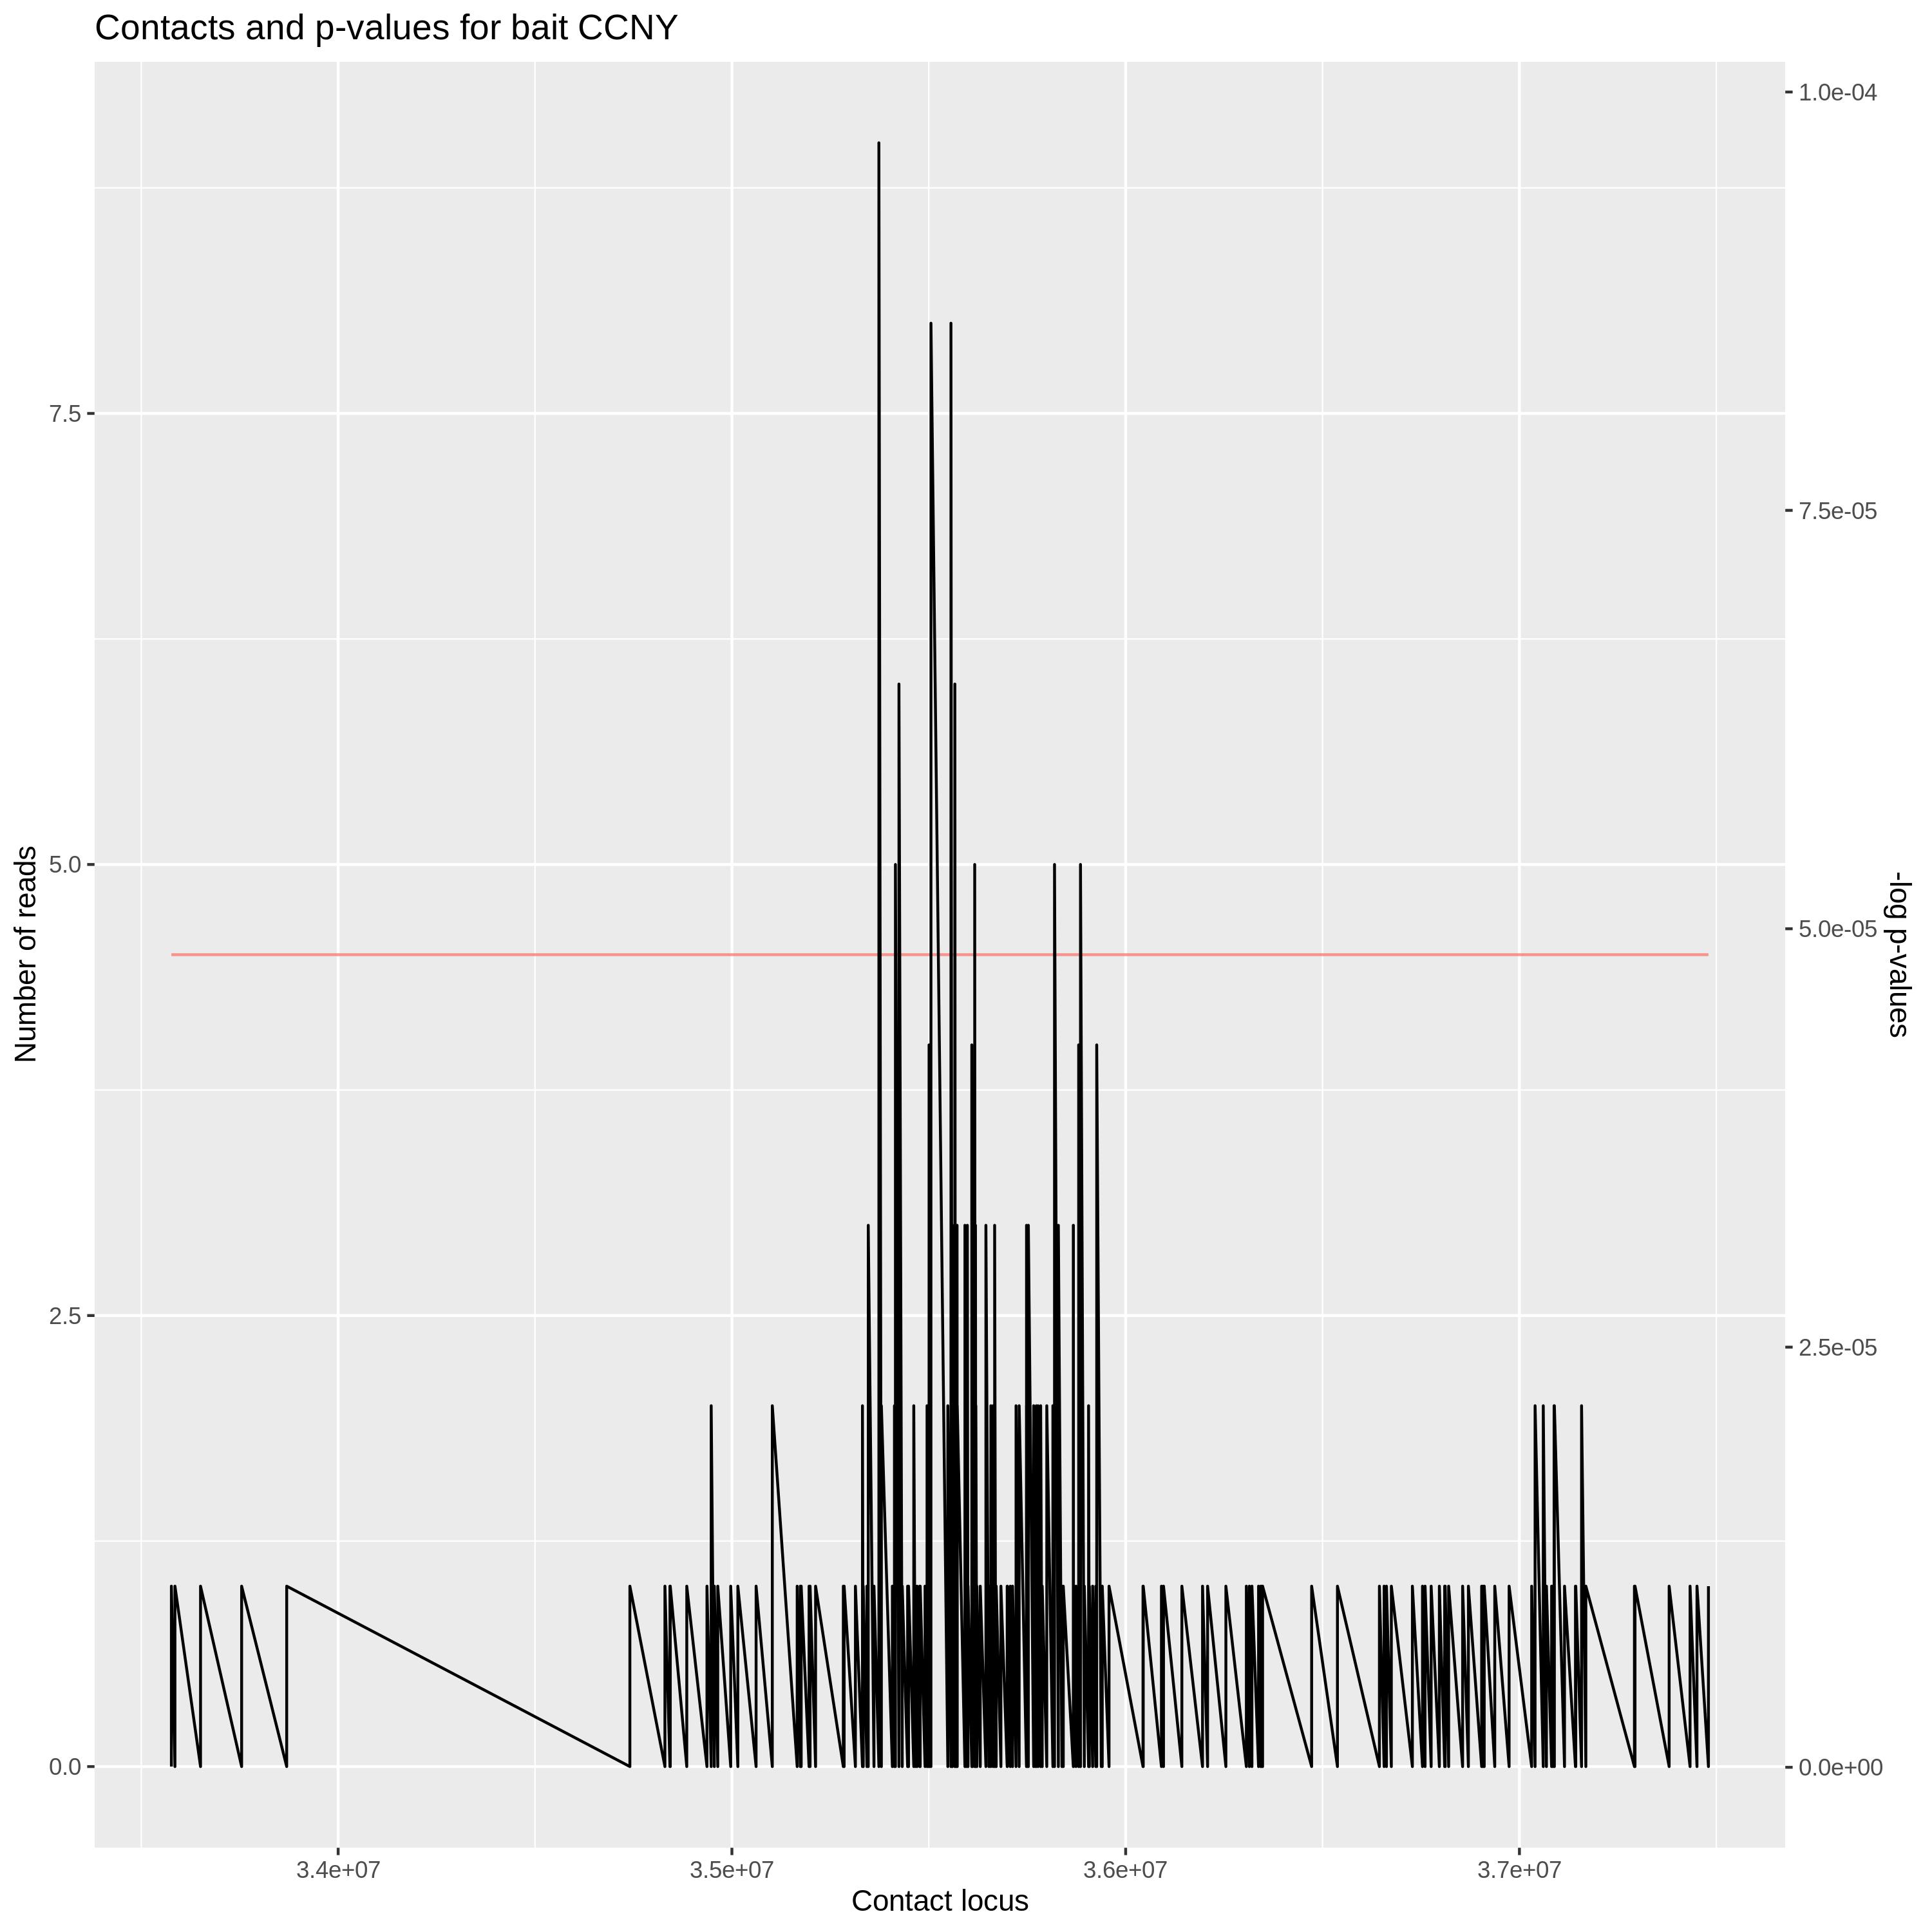 Contacts and p-values for bait CCNY
Number of reads
7.5
5.0
2.5
0.0
1.0e-04
7.5e-05
5.0e-05
2.5e-05
0.0e+00
-log p-values
3.4e+07
3.5e+07
3.6e+07
3.7e+07
Contact locus